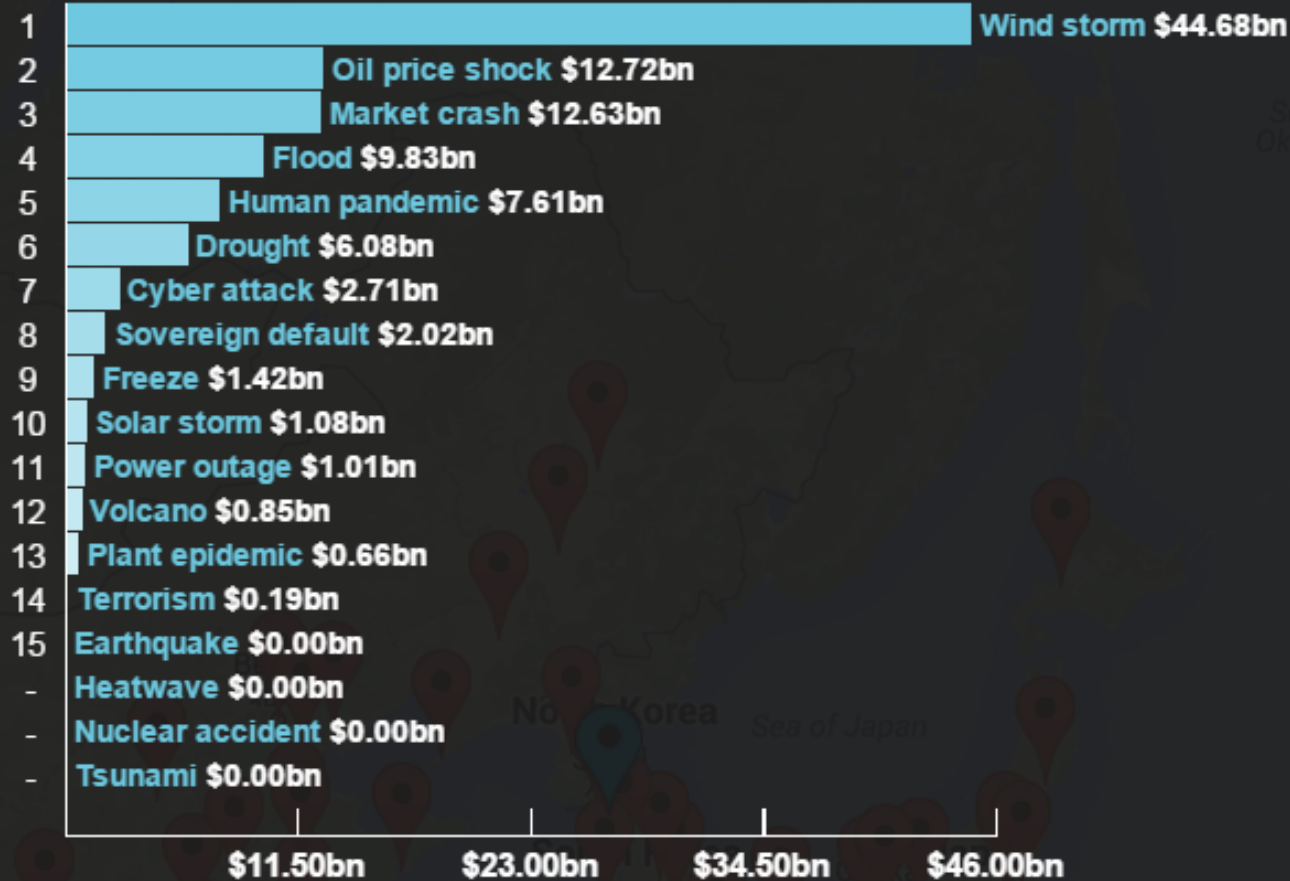 1 Wind storm $44.68bn
2 Oil price shock $12.72bn
3 Market crash $12.63bn
4 Flood $9.83bn
5 Human pandemic $7.61bn
6 Drought $6.08bn
7 Cyber attack $2.71bn
8 Sovereign default $2.02bn
9 Freeze $1.42bn
10 Solar storm $1.08bn
11 Power outage $1.01bn
12 Volcano $0.85bn
13 Plant epidemic $0.66bn
14 Terrorism $0.19bn
15 Earthquake $0.00bn
- Heatwave $0.00bn
- Nuclear accident $0.00bn
- Tsunami $0.00bn
Korea
Sea of Japan
$11.50bn $23.00bn $34.50bn $46.00bn